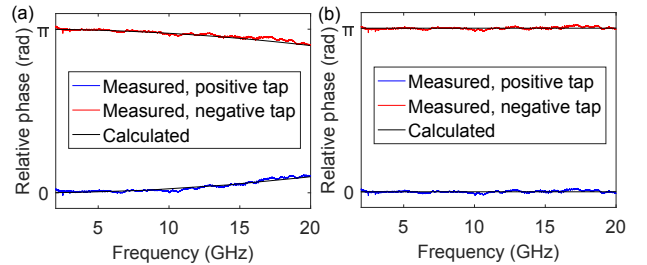 (a)
Relative phase (rad)
π
0
Measured, positive tap
Measured, negative tap
Calculated
5 10 15 20
Frequency (GHz)
(b)
Relative phase (rad)
π
0
Measured, positive tap
Measured, negative tap
Calculated
5 10 15 20
Frequency (GHz)